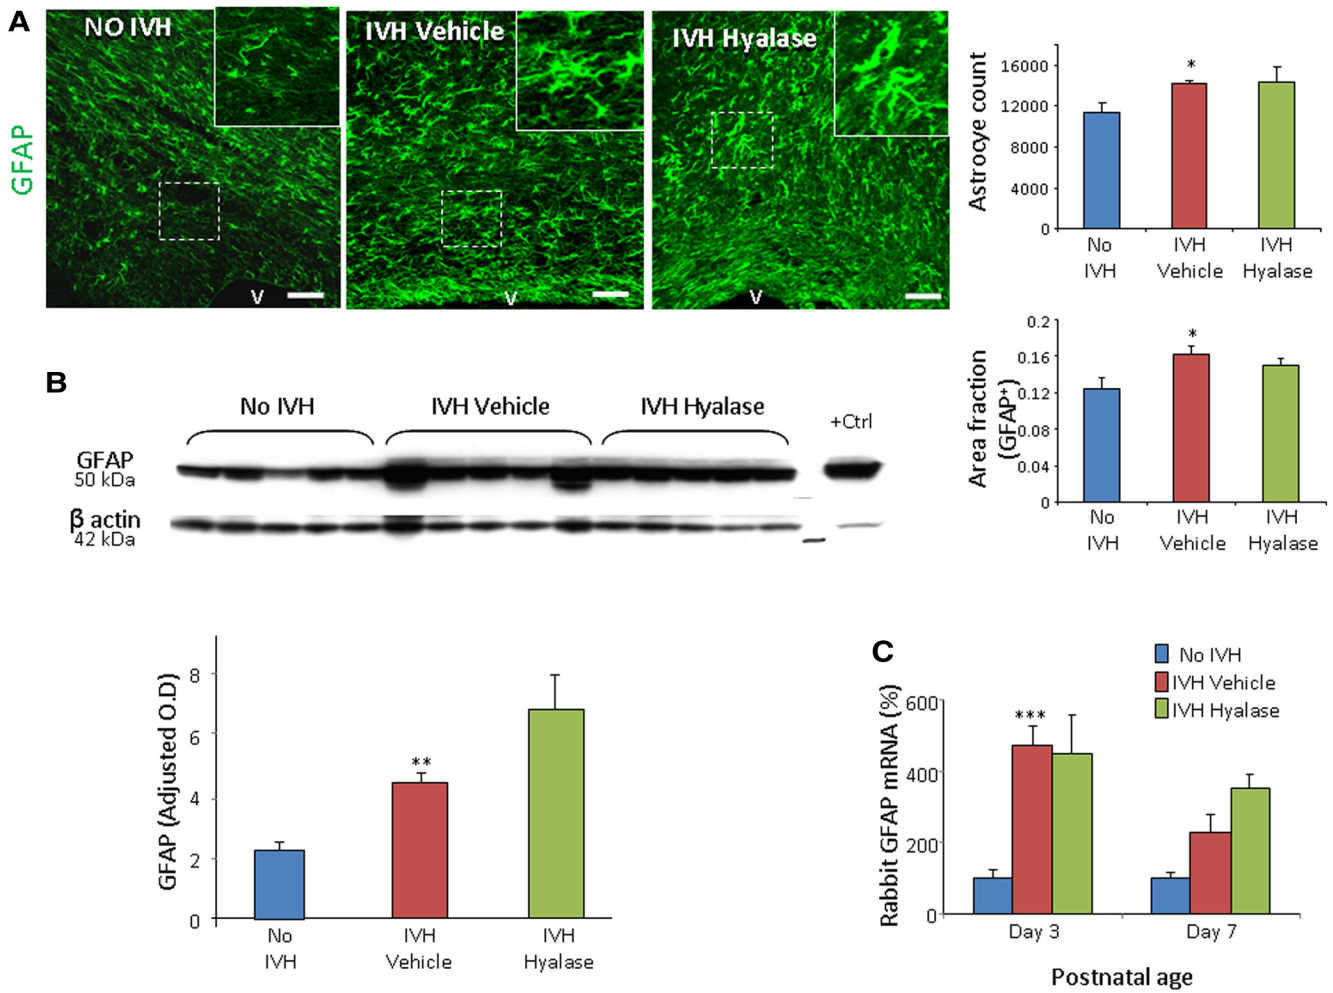 A
NO IVH
IVH Vehicle
IVH Hyalase
GFAP
V
V
V
Astrocye count
16000
12000
8000
4000
0
*
No IVH
IVH Vehicle
IVH Hyalase
Area fraction
(GFAP+)
0.2
0.16
0.12
0.08
0.04
0
*
No IVH
IVH Vehicle
IVH Hyalase
B
No IVH
IVH Vehicle
IVH Hyalase
+Ctrl
GFAP
50 kDa
β actin
42 kDa
GFAP (Adjusted O.D)
8
6
4
2
0
**
No IVH
IVH Vehicle
IVH Hyalase
C
No IVH
IVH Vehicle
IVH Hyalase
Rabbit GFAP mRNA (%)
600
400
200
0
***
Day 3
Day 7
Postnatal age